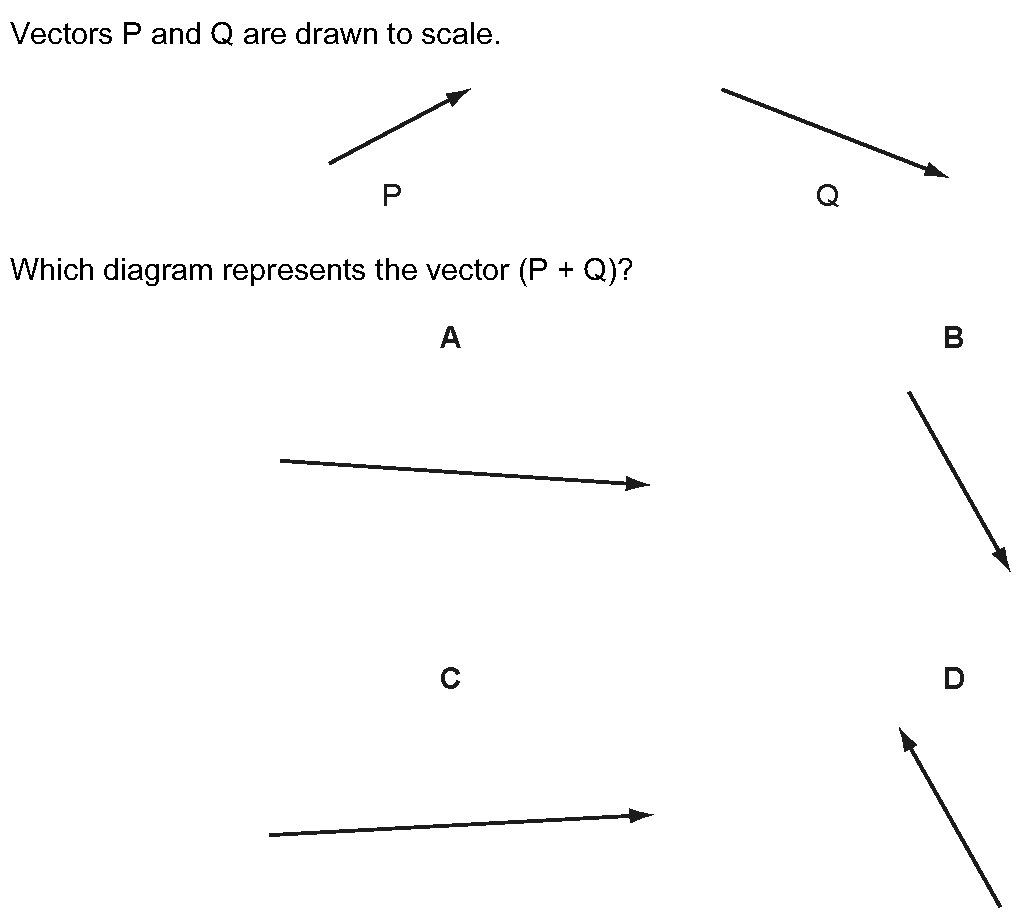 Vectors P and Q are drawn to scale.
P
Q
Which diagram represents the vector (P + Q)?
A
B
C
D